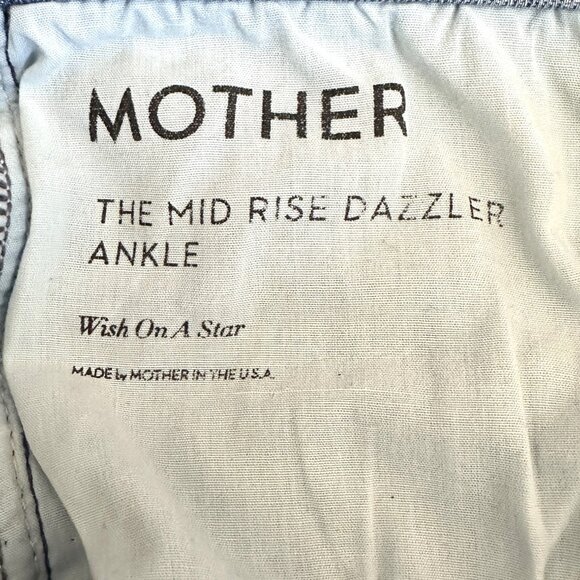 MOTHER
THE MID RISE DAZZLER
ANKLE
Wish On A Star
MADE by MOTHER IN THE U.S.A.